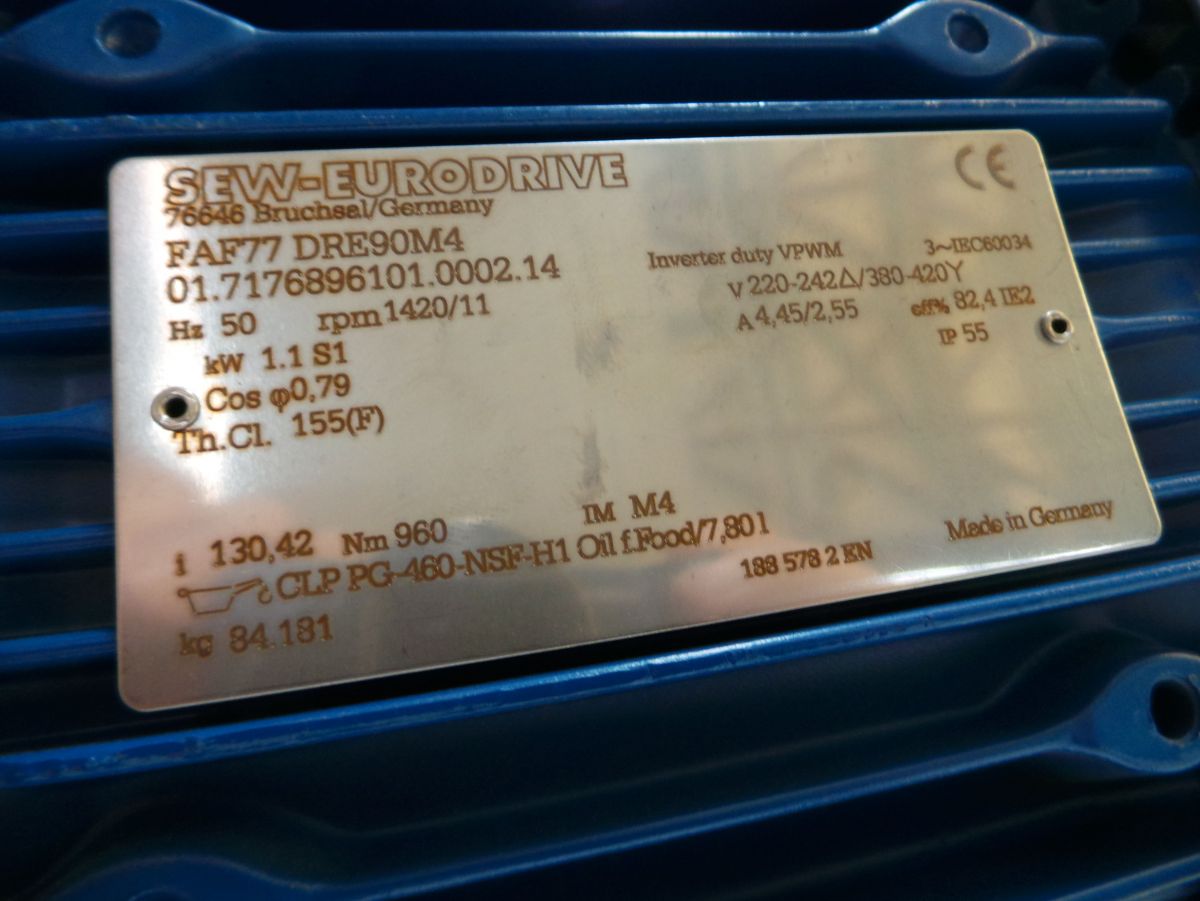 SEW-EURODRIVE CE
76646 Bruchsal/Germany
FAF77 DRE90M4
01.7176896101.0002.14
Inverter duty VPWM 3~IEC60034
Hz 50 rpm 1420/11 V 220-242△/380-420Y
kW 1.1 S1 A 4,45/2,55 eff% 82,4 IE2
Cos φ0,79 IP 55
Th.Cl. 155(F)
i 130,42 Nm 960 IM M4
CLP PG-460-NSF-H1 Oil f.Food/7,80 l
kg 84.181 188 578 2 EN Made in Germany